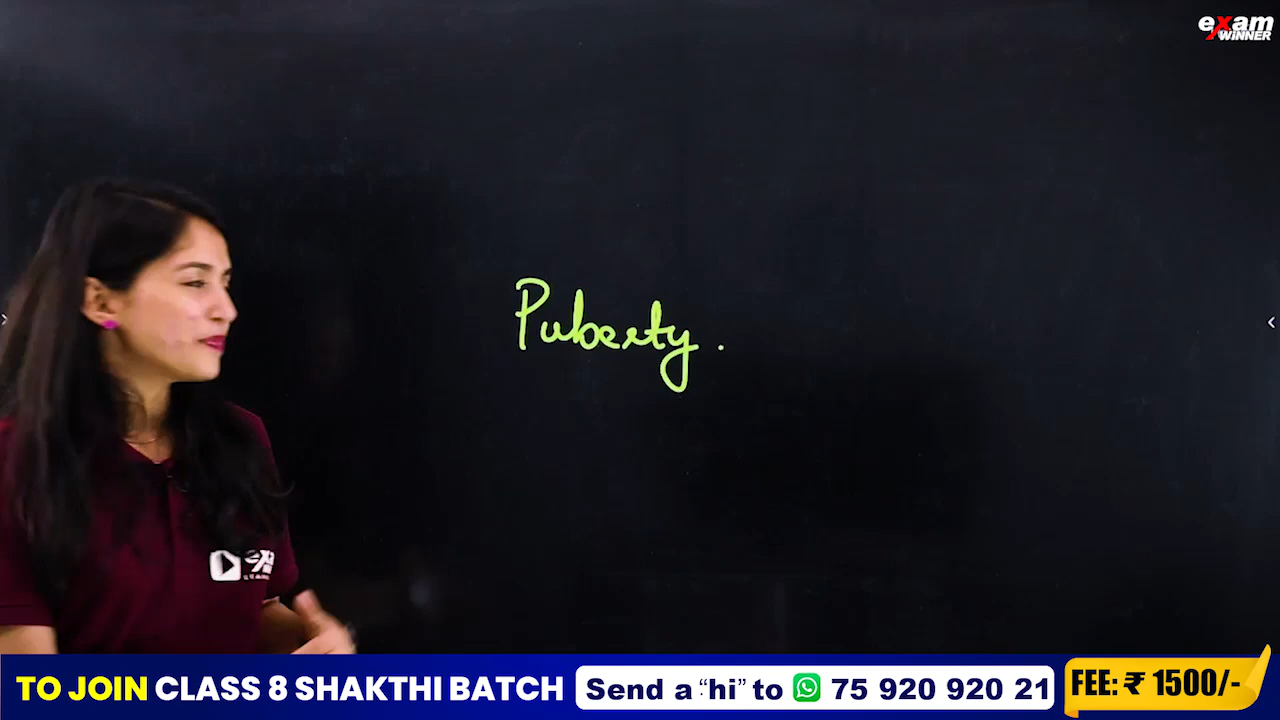 exam
WINNER
Puberty.
TO JOIN CLASS 8 SHAKTHI BATCH
Send a “hi” to 75 920 920 21
FEE: ₹ 1500/-